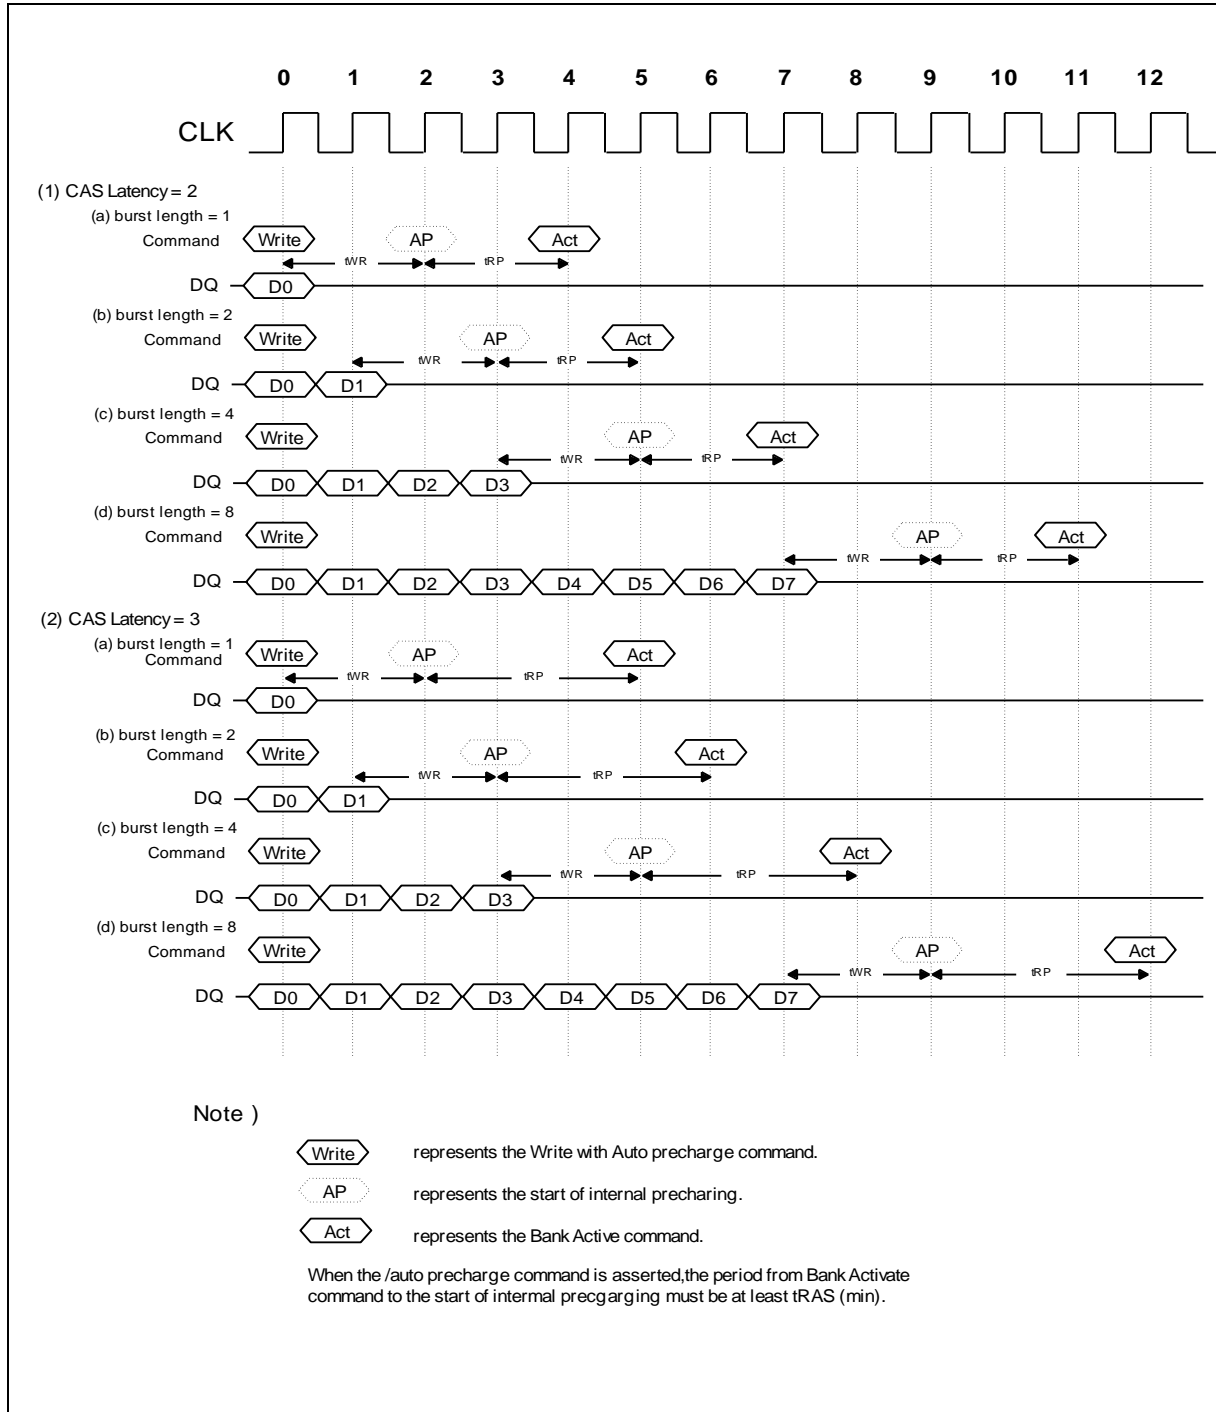 0 1 2 3 4 5 6 7 8 9 10 11 12
CLK
(1) CAS Latency = 2
(a) burst length = 1
Command Write AP Act
tWR tRP
DQ D0
(b) burst length = 2
Command Write AP Act
tWR tRP
DQ D0 D1
(c) burst length = 4
Command Write AP Act
tWR tRP
DQ D0 D1 D2 D3
(d) burst length = 8
Command Write AP Act
tWR tRP
DQ D0 D1 D2 D3 D4 D5 D6 D7
(2) CAS Latency = 3
(a) burst length = 1
Command Write AP Act
tWR tRP
DQ D0
(b) burst length = 2
Command Write AP Act
tWR tRP
DQ D0 D1
(c) burst length = 4
Command Write AP Act
tWR tRP
DQ D0 D1 D2 D3
(d) burst length = 8
Command Write AP Act
tWR tRP
DQ D0 D1 D2 D3 D4 D5 D6 D7
Note )
Write represents the Write with Auto precharge command.
AP represents the start of internal precharing.
Act represents the Bank Active command.
When the /auto precharge command is asserted,the period from Bank Activate
command to the start of intermal precgarging must be at least tRAS (min).